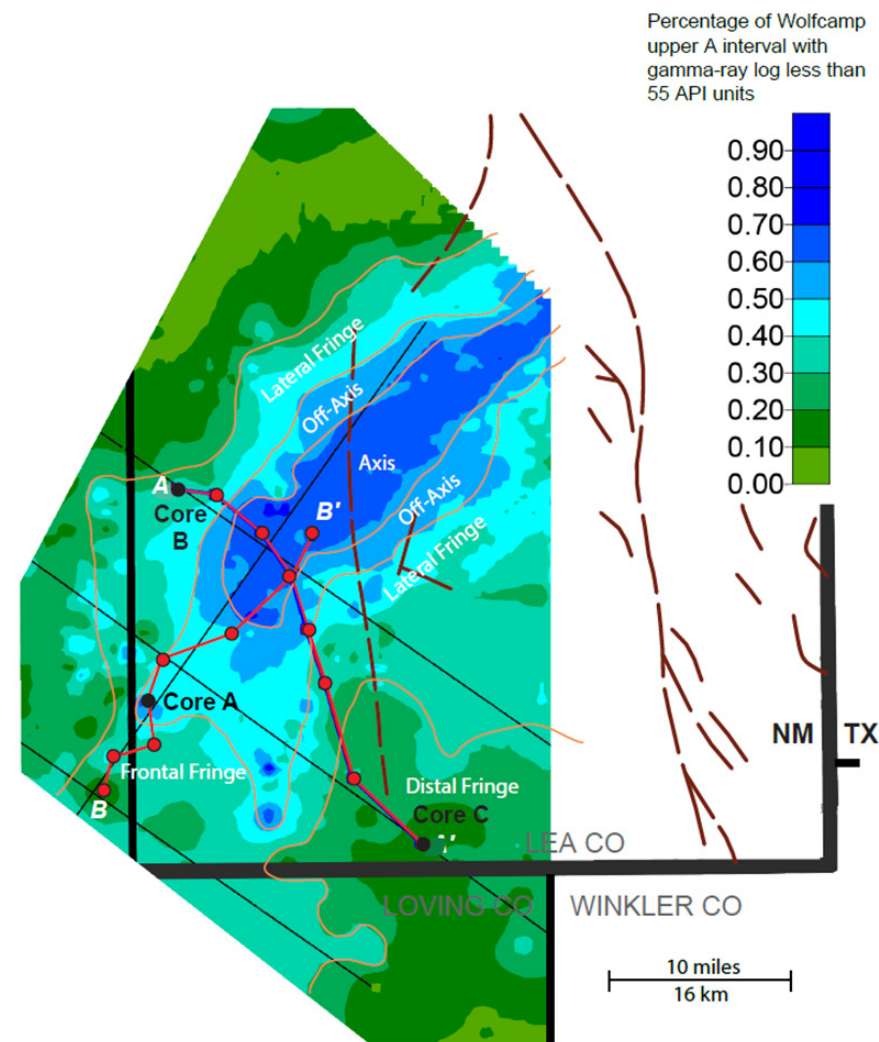 Percentage of Wolfcamp
upper A interval with
gamma-ray log less than
55 API units
0.90
0.80
0.70
0.60
0.50
0.40
0.30
0.20
0.10
0.00
Lateral Fringe
Off-Axis
Axis
A
Core
B
B'
Off-Axis
Lateral Fringe
Core A
NM TX
Frontal Fringe
B
Distal Fringe
Core C
A'
LEA CO
LOVING CO WINKLER CO
10 miles
16 km